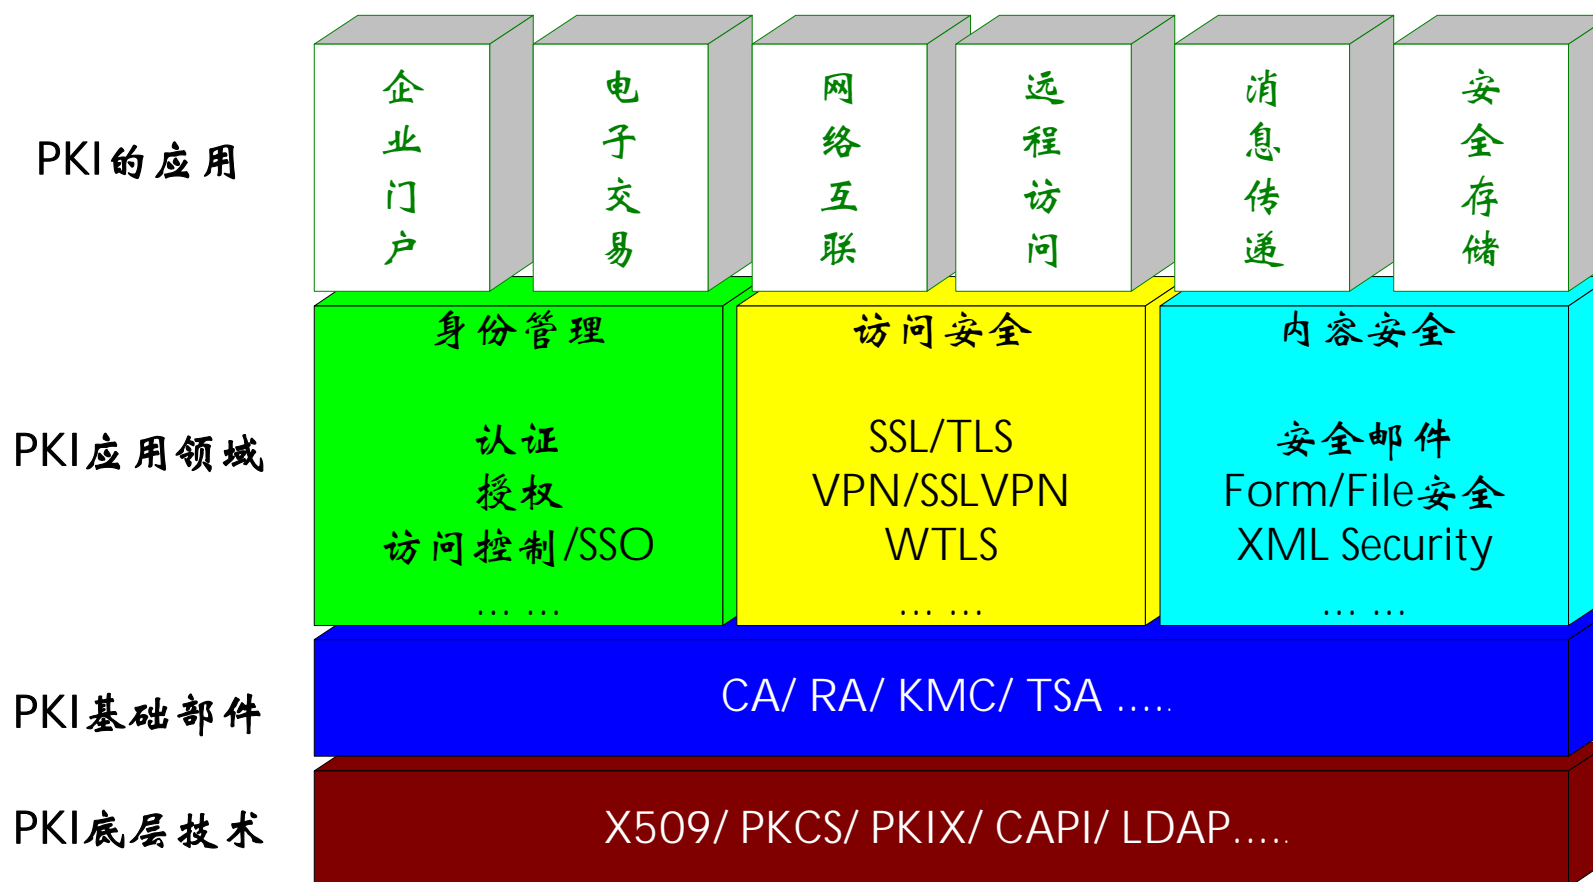 PKI的应用
企业门户
电子交易
网络互联
远程访问
消息传递
安全存储
PKI应用领域
身份管理
认证
授权
访问控制/SSO
... ...
访问安全
SSL/TLS
VPN/SSLVPN
WTLS
... ...
内容安全
安全邮件
Form/File安全
XML Security
... ...
PKI基础部件
CA/ RA/ KMC/ TSA .....
PKI底层技术
X509/ PKCS/ PKIX/ CAPI/ LDAP.....